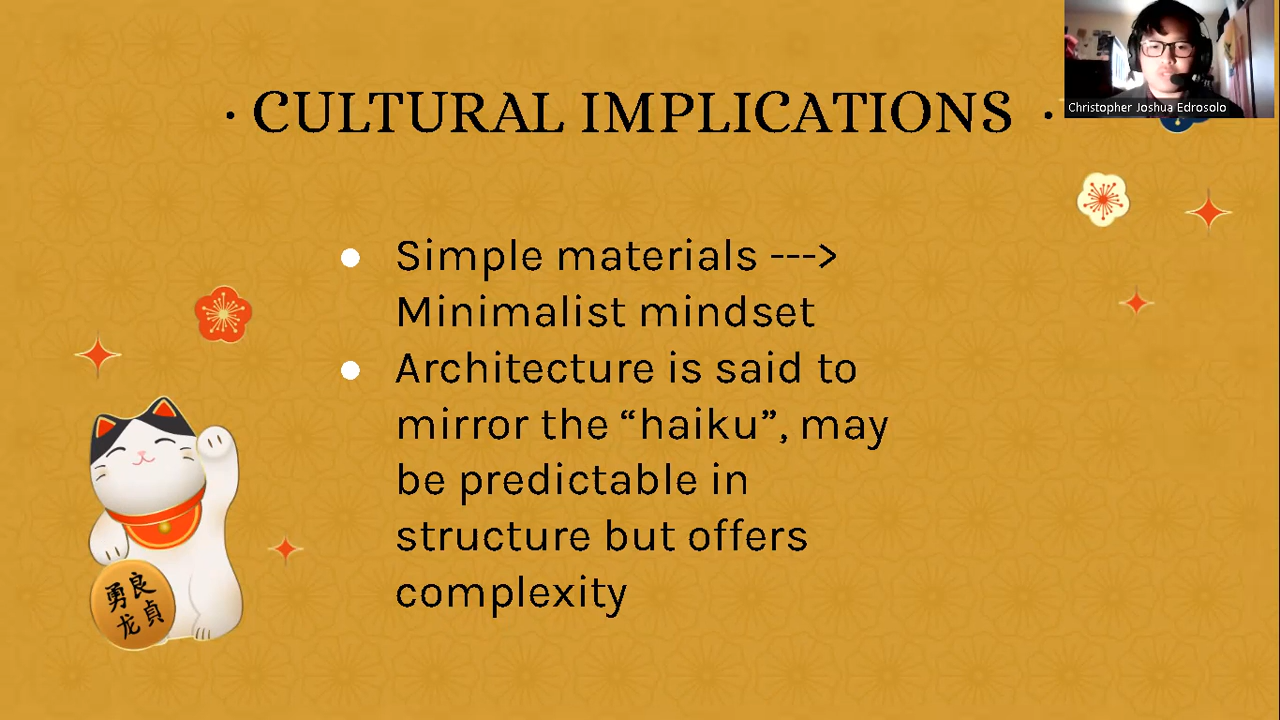 · CULTURAL IMPLICATIONS ·
Christopher Joshua Edrosolo
● Simple materials --->
Minimalist mindset
● Architecture is said to
mirror the “haiku”, may
be predictable in
structure but offers
complexity
勇良
龙貞